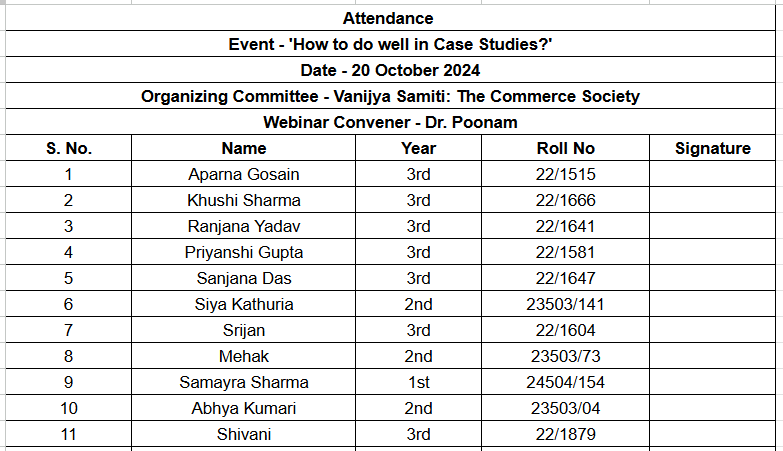 Attendance
Event - 'How to do well in Case Studies?'
Date - 20 October 2024
Organizing Committee - Vanijya Samiti: The Commerce Society
Webinar Convener - Dr. Poonam
S. No. Name Year Roll No Signature
1 Aparna Gosain 3rd 22/1515
2 Khushi Sharma 3rd 22/1666
3 Ranjana Yadav 3rd 22/1641
4 Priyanshi Gupta 3rd 22/1581
5 Sanjana Das 3rd 22/1647
6 Siya Kathuria 2nd 23503/141
7 Srijan 3rd 22/1604
8 Mehak 2nd 23503/73
9 Samayra Sharma 1st 24504/154
10 Abhya Kumari 2nd 23503/04
11 Shivani 3rd 22/1879